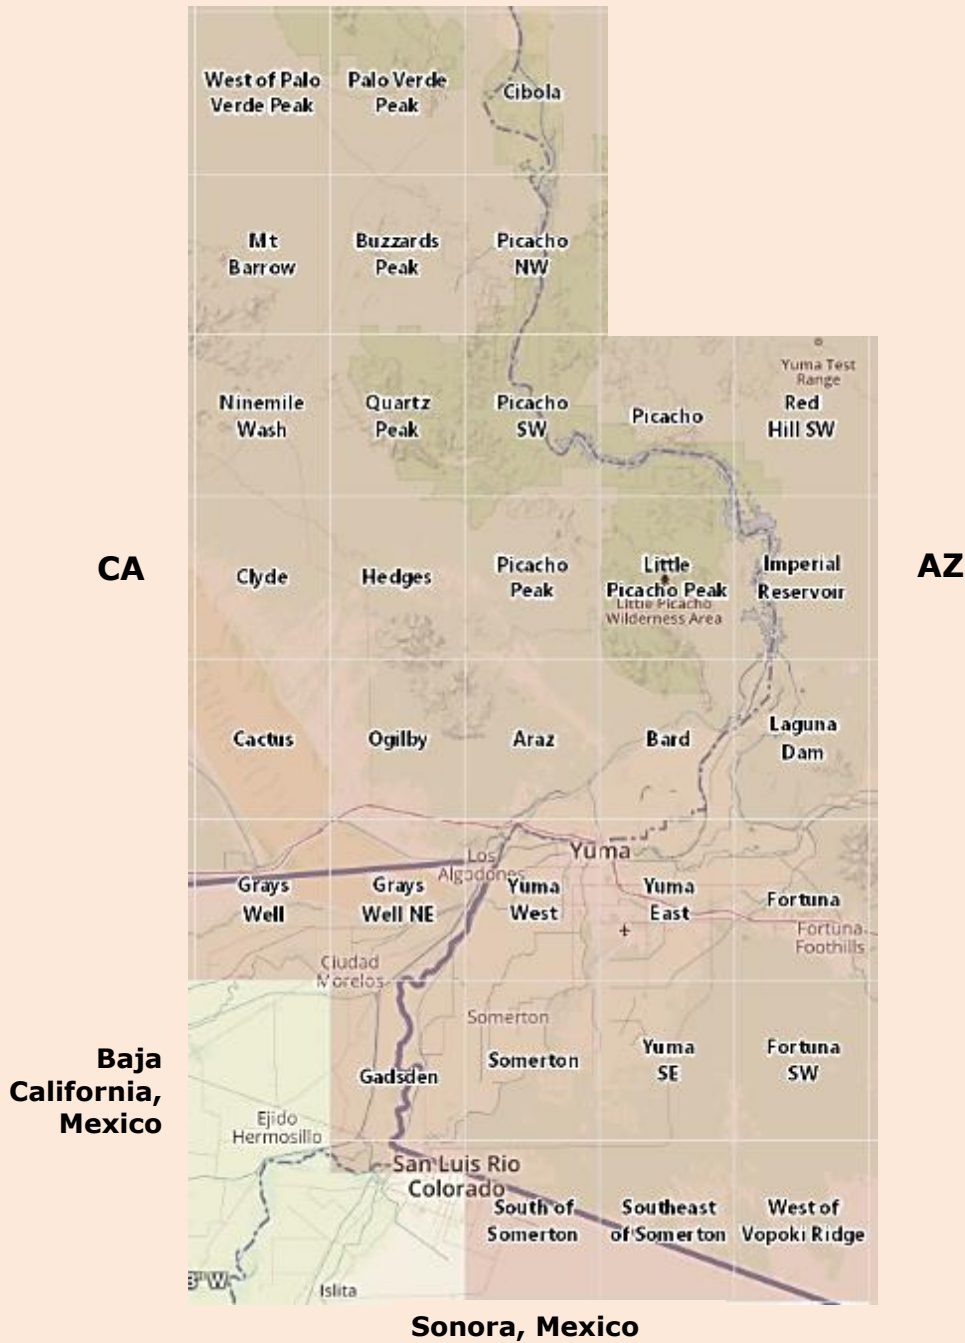 West of Palo
Verde Peak
Palo Verde
Peak
Cibola
Mt
Barrow
Buzzards
Peak
Picacho
NW
Yuma Test
Range
Ninemile
Wash
Quartz
Peak
Picacho
SW
Picacho
Red
Hill SW
CA
Clyde
Hedges
Picacho
Peak
Little
Picacho Peak
Little Picacho
Wilderness Area
Imperial
Reservoir
AZ
Cactus
Ogilby
Araz
Bard
Laguna
Dam
Yuma
Los
Algodones
Grays
Well
Grays
Well NE
Yuma
West
Yuma
East
Fortuna
Fortuna
Foothills
Ciudad
Morelos
Somerton
Baja
California,
Mexico
Gadsden
Somerton
Yuma
SE
Fortuna
SW
Ejido
Hermosillo
San Luis Rio
Colorado
South of
Somerton
Southeast
of Somerton
West of
Vopoki Ridge
Islita
Sonora, Mexico